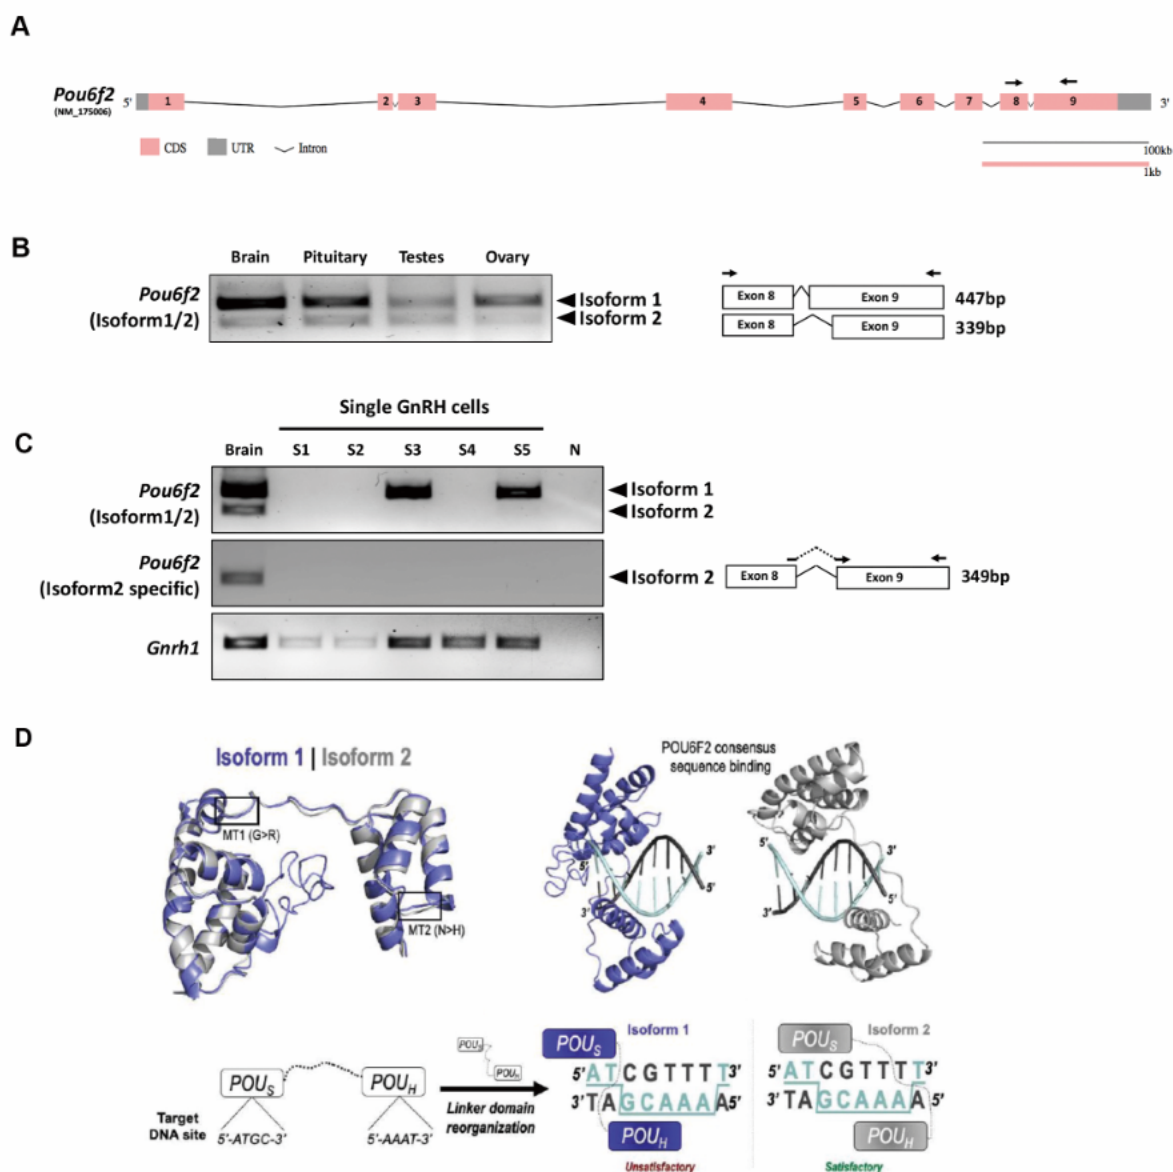 A
Pou6f2
(NM_175006)
5' 1 2 3 4 5 6 7 8 9 3'
CDS UTR Intron
100kb
1kb
B
Brain Pituitary Testes Ovary
Pou6f2
(Isoform1/2)
Isoform 1
Isoform 2
Exon 8 Exon 9 447bp
Exon 8 Exon 9 339bp
Single GnRH cells
C
Brain S1 S2 S3 S4 S5 N
Pou6f2
(Isoform1/2)
Isoform 1
Isoform 2
Pou6f2
(Isoform2 specific)
Isoform 2
Exon 8 Exon 9 349bp
Gnrh1
D
Isoform 1 | Isoform 2
MT1 (G>R)
MT2 (N>H)
POU6F2 consensus
sequence binding
5' 3'
3' 5'
5' 3'
3' 5'
POUS POUH
Target
DNA site
5'-ATGC-3' 5'-AAAT-3'
POUS
POUH
Linker domain
reorganization
Isoform 1
POUS
5'ATCGTTTT3'
3'TAGCAAAA5'
POUH
Unsatisfactory
Isoform 2
POUS
5'ATCGTTTT3'
3'TAGCAAAA5'
POUH
Satisfactory